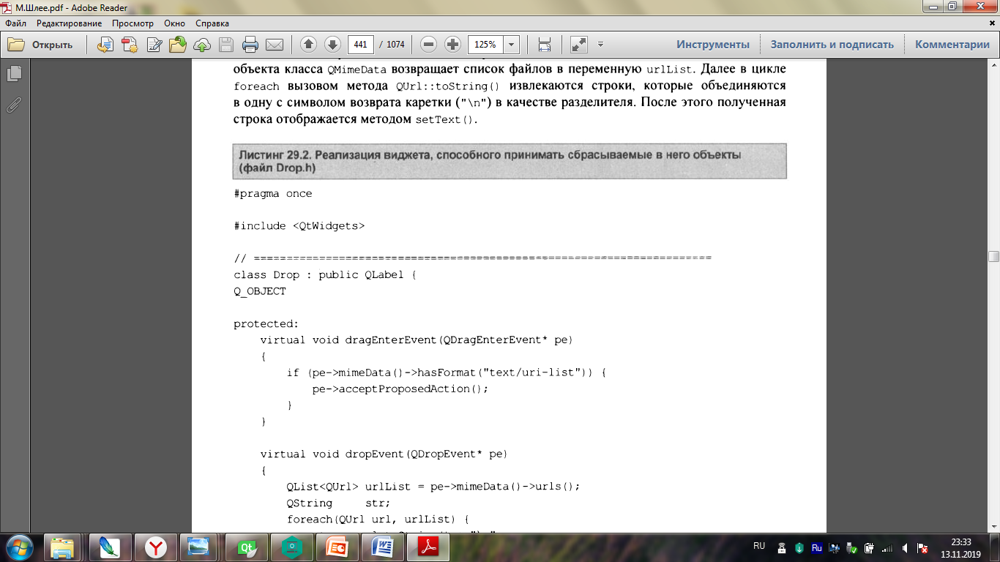 М.Шлее.pdf - Adobe Reader
Файл Редактирование Просмотр Окно Справка
Открыть 441 / 1074 125% Инструменты Заполнить и подписать Комментарии
объекта класса QMimeData возвращает список файлов в переменную urlList. Далее в цикле
foreach вызовом метода QUrl::toString() извлекаются строки, которые объединяются
в одну с символом возврата каретки ("\n") в качестве разделителя. После этого полученная
строка отображается методом setText().
Листинг 29.2. Реализация виджета, способного принимать сбрасываемые в него объекты
(файл Drop.h)
#pragma once
#include <QtWidgets>
// ======================================================================
class Drop : public QLabel {
Q_OBJECT
protected:
virtual void dragEnterEvent(QDragEnterEvent* pe)
{
if (pe->mimeData()->hasFormat("text/uri-list")) {
pe->acceptProposedAction();
}
}
virtual void dropEvent(QDropEvent* pe)
{
QList<QUrl> urlList = pe->mimeData()->urls();
QString str;
foreach(QUrl url, urlList) {
RU Ru 23:33
13.11.2019